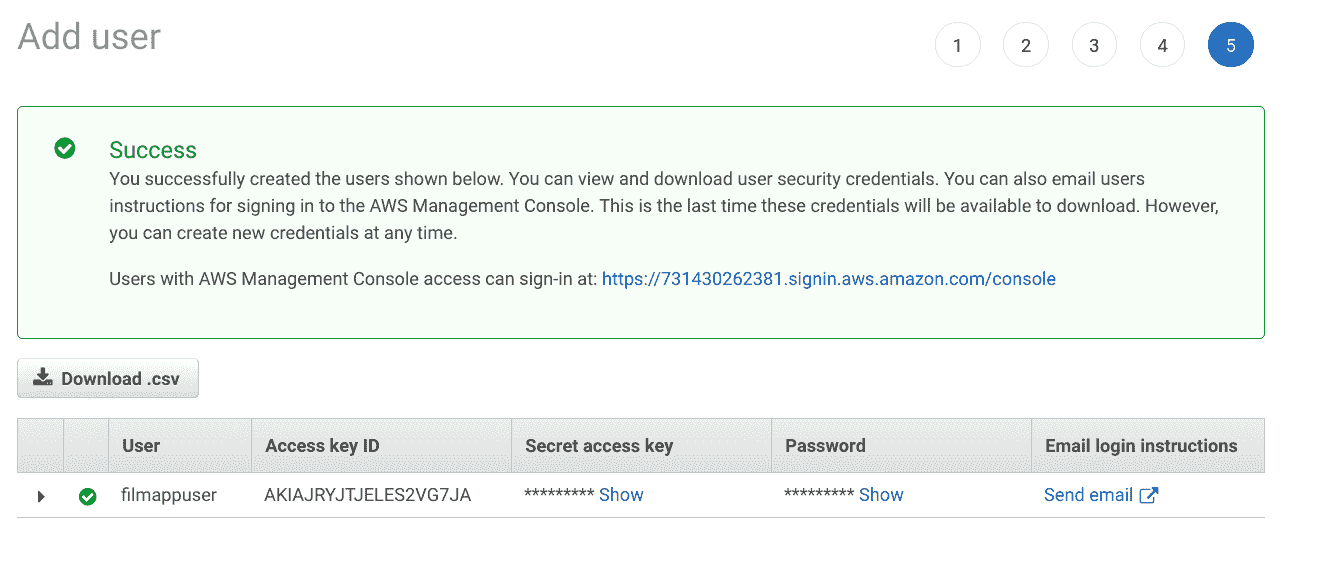 Add user
1 2 3 4 5
Success
You successfully created the users shown below. You can view and download user security credentials. You can also email users
instructions for signing in to the AWS Management Console. This is the last time these credentials will be available to download. However,
you can create new credentials at any time.
Users with AWS Management Console access can sign-in at: https://731430262381.signin.aws.amazon.com/console
Download .csv
User Access key ID Secret access key Password Email login instructions
filmappuser AKIAJRYJTJELES2VG7JA ********* Show ********* Show Send email